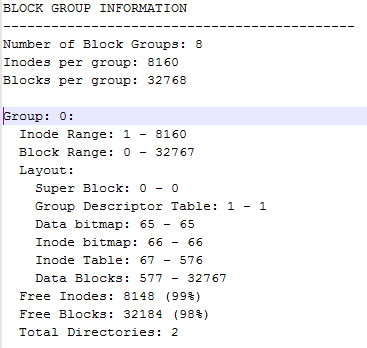 BLOCK GROUP INFORMATION
--------------------------------------------
Number of Block Groups: 8
Inodes per group: 8160
Blocks per group: 32768
Group: 0:
Inode Range: 1 - 8160
Block Range: 0 - 32767
Layout:
Super Block: 0 - 0
Group Descriptor Table: 1 - 1
Data bitmap: 65 - 65
Inode bitmap: 66 - 66
Inode Table: 67 - 576
Data Blocks: 577 - 32767
Free Inodes: 8148 (99%)
Free Blocks: 32184 (98%)
Total Directories: 2